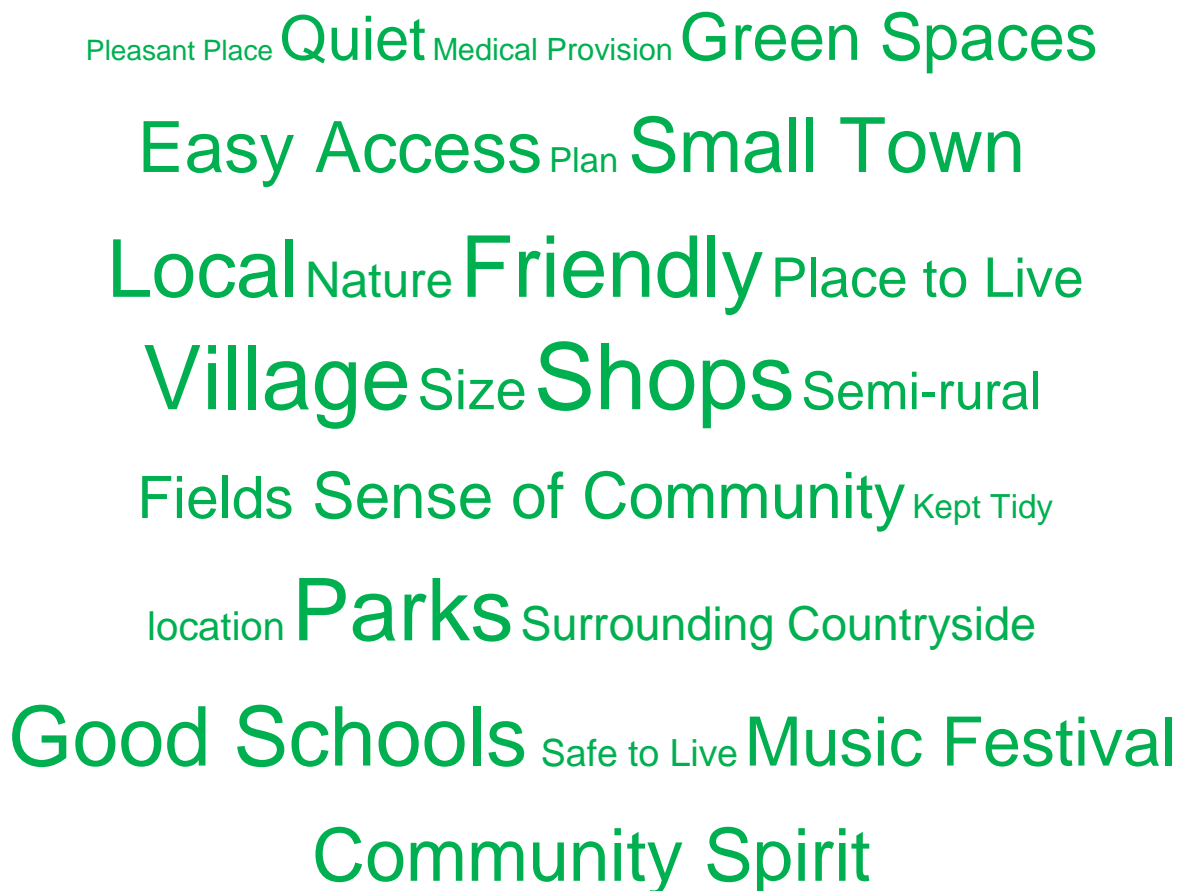 Pleasant Place Quiet Medical Provision Green Spaces
Easy Access Plan Small Town
Local Nature Friendly Place to Live
Village Size Shops Semi-rural
Fields Sense of Community Kept Tidy
location Parks Surrounding Countryside
Good Schools Safe to Live Music Festival
Community Spirit